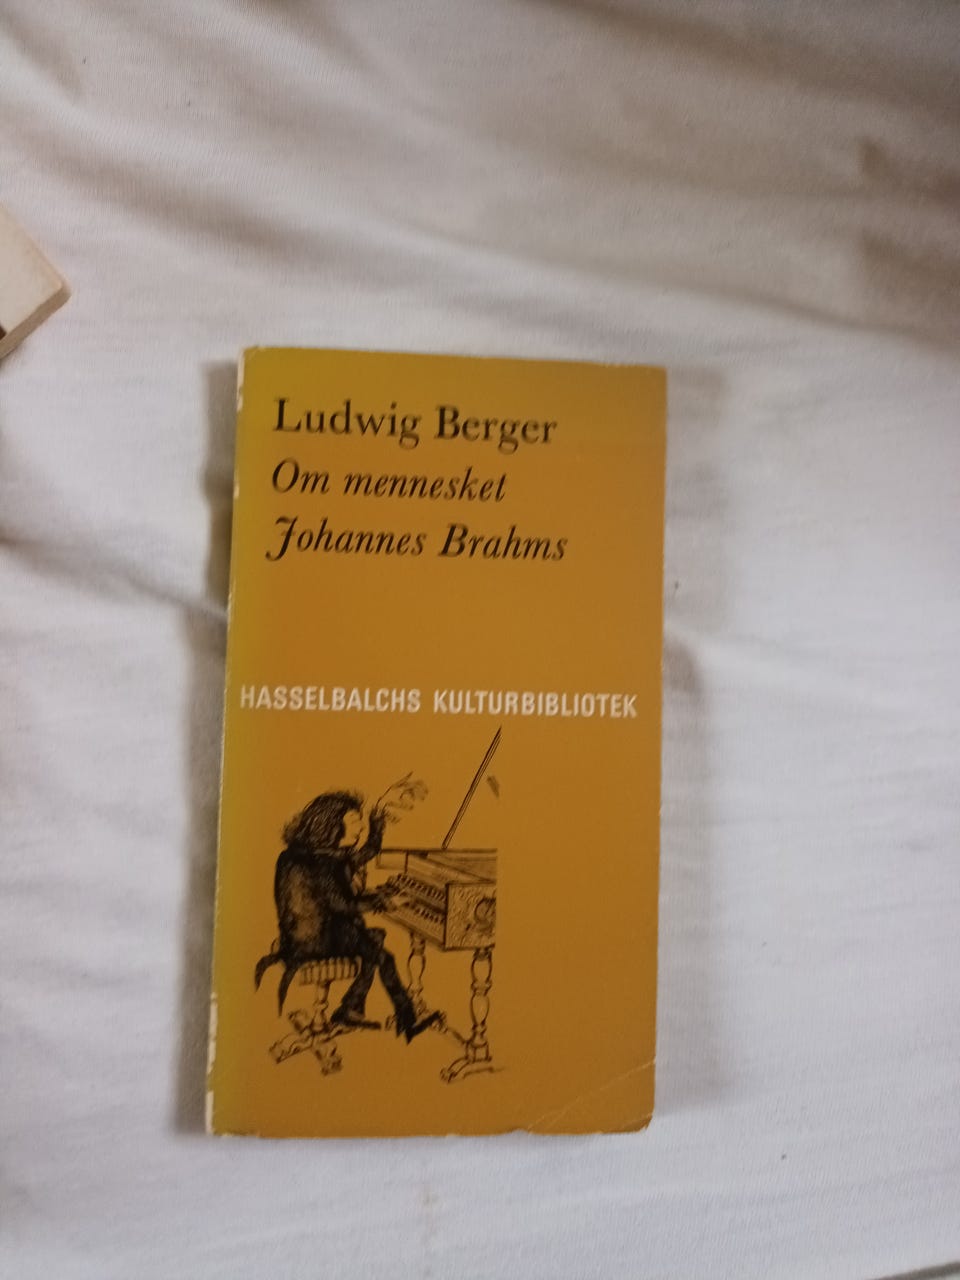 Ludwig Berger
Om mennesket
Johannes Brahms
HASSELBALCHS KULTURBIBLIOTEK